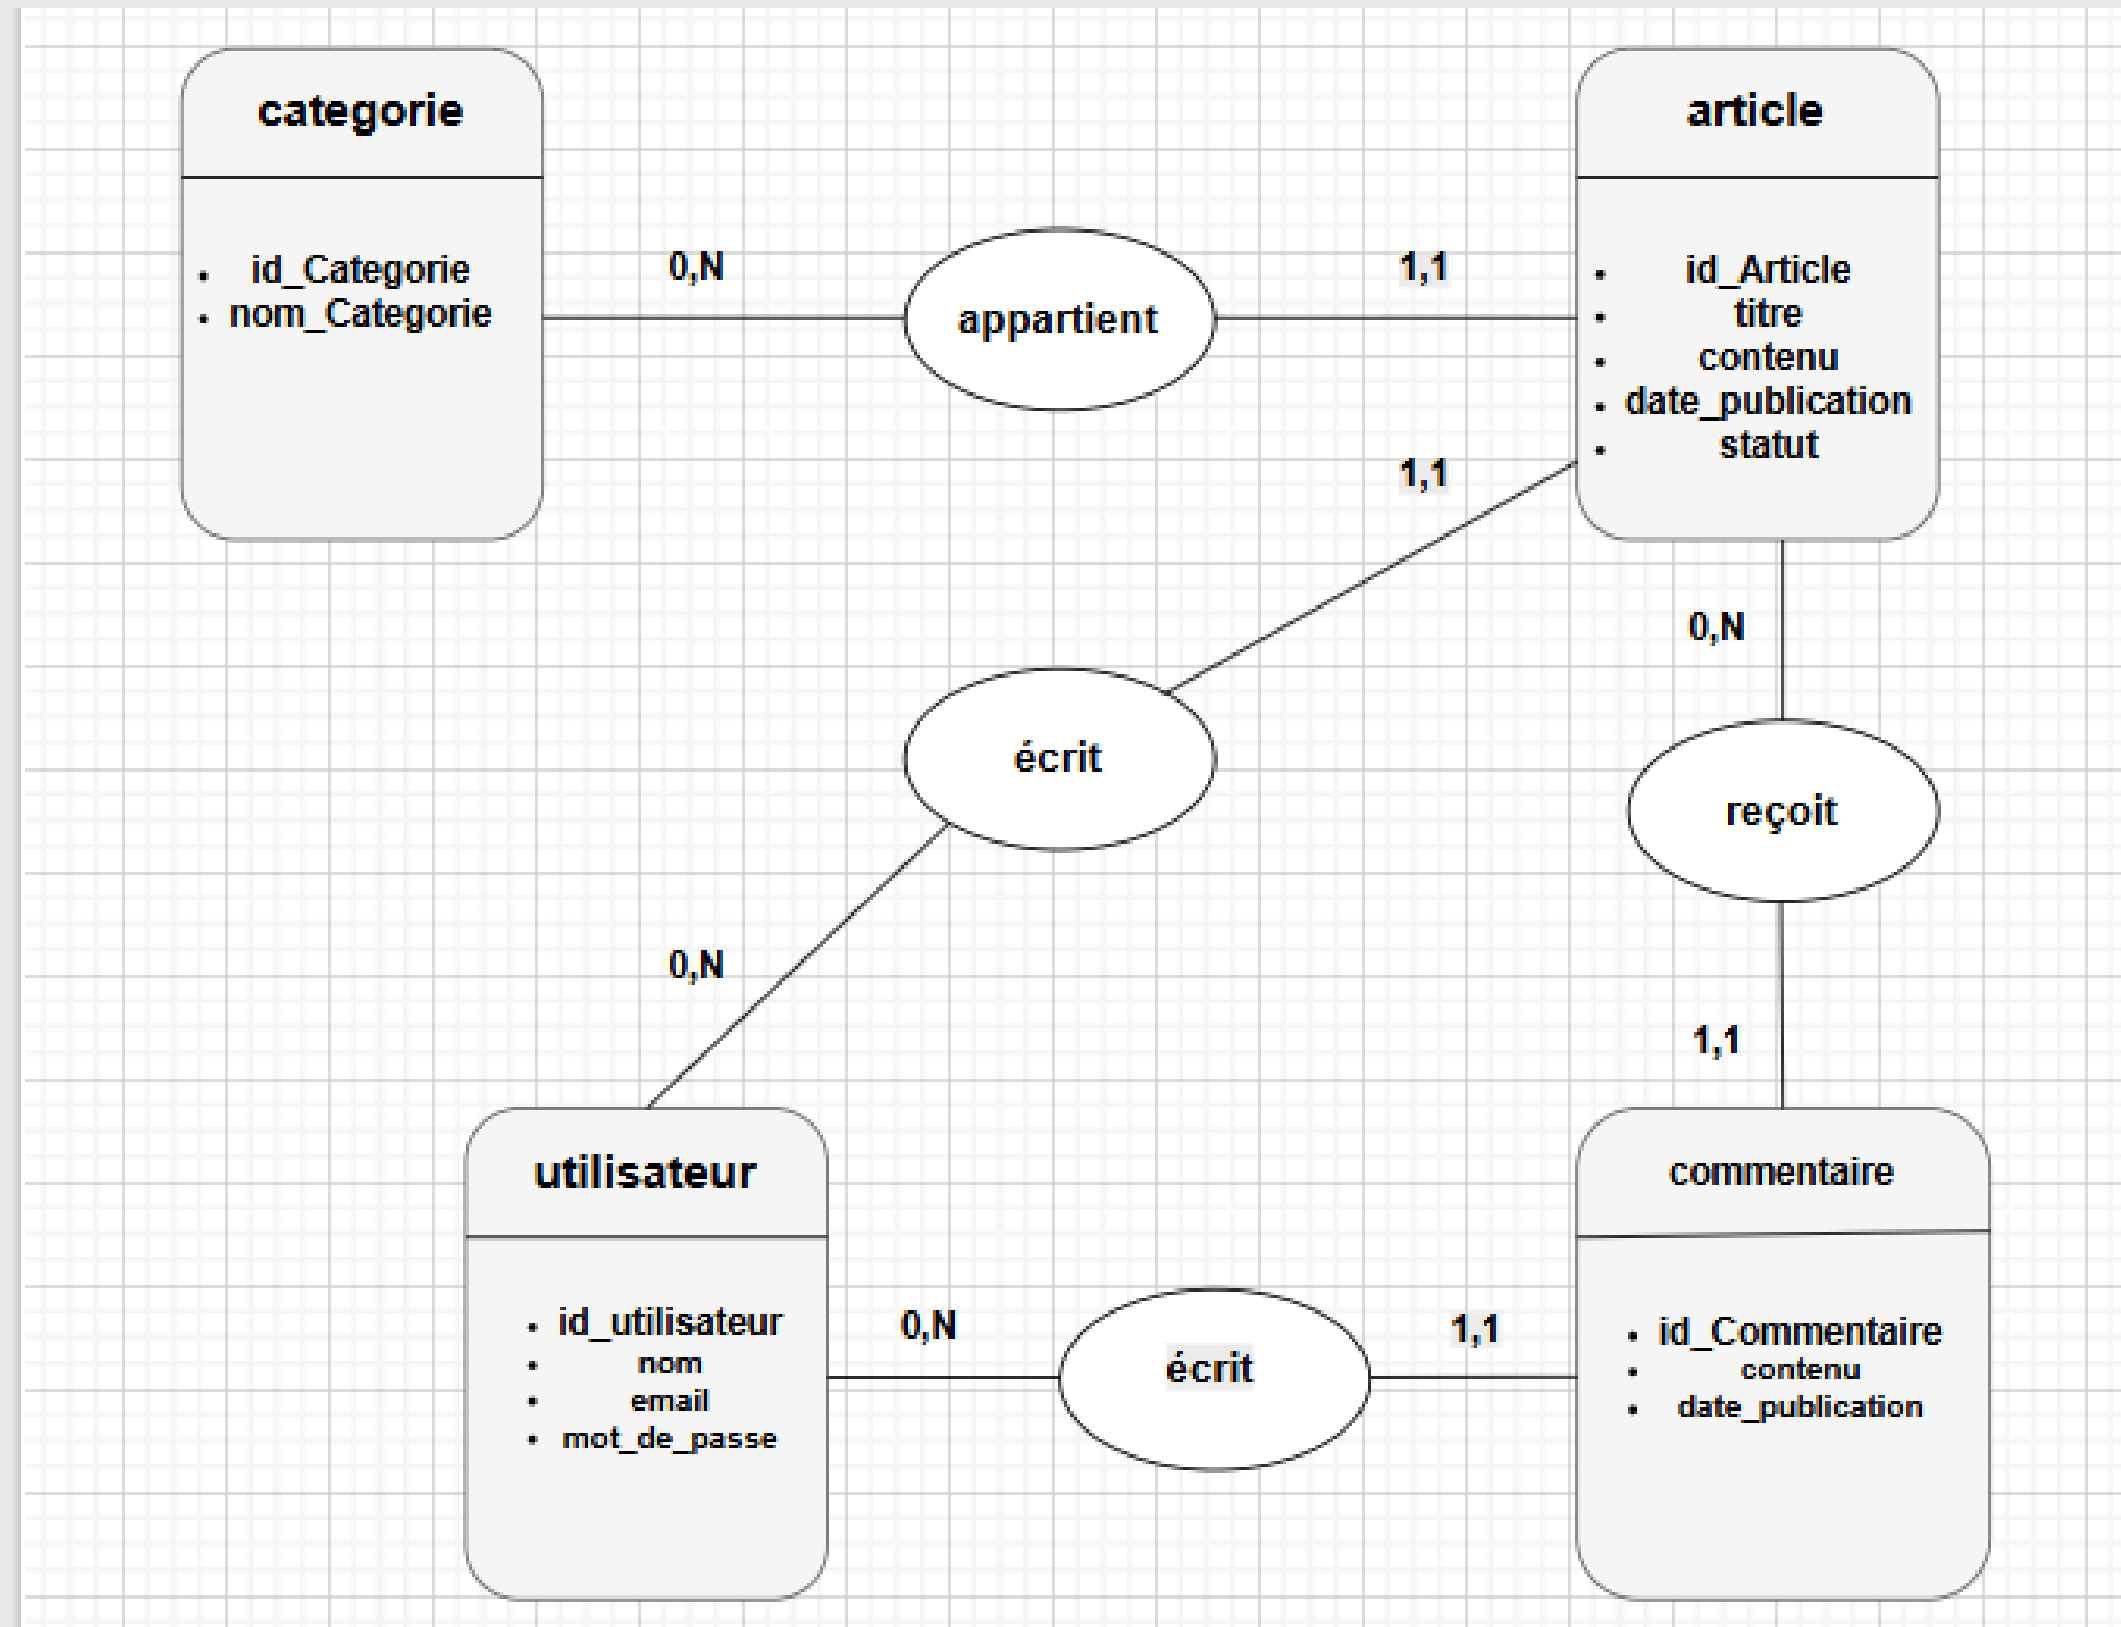 categorie
id_Categorie
nom_Categorie
0,N
appartient
1,1
article
id_Article
titre
contenu
date_publication
statut
1,1
écrit
0,N
0,N
reçoit
1,1
utilisateur
id_utilisateur
nom
email
mot_de_passe
0,N
écrit
1,1
commentaire
id_Commentaire
contenu
date_publication